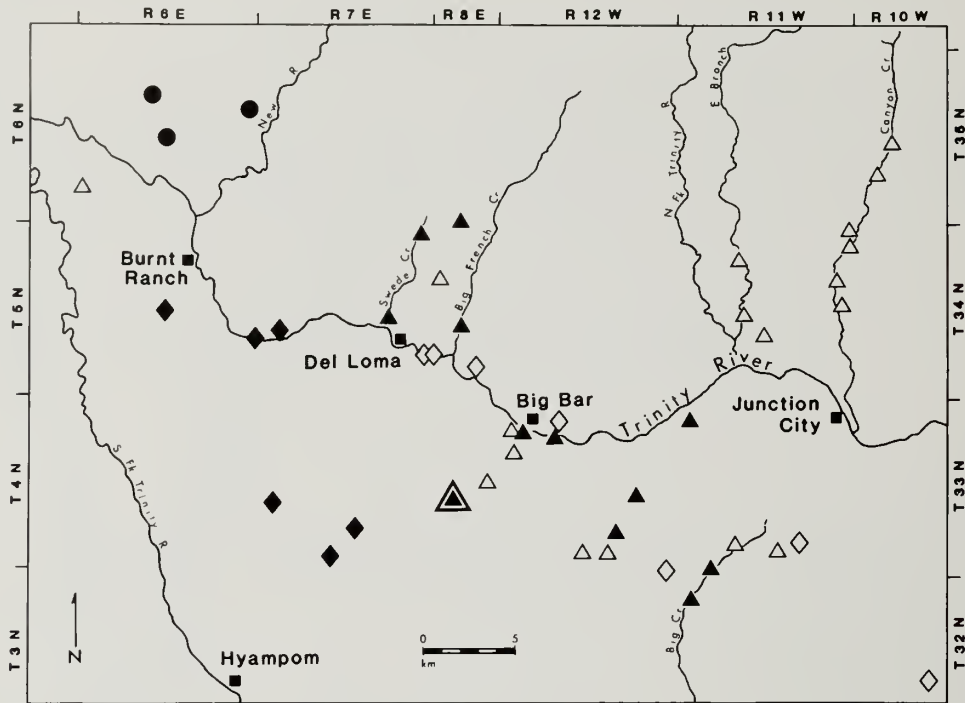 R 6 E R 7 E R 8 E R 12 W R 11 W R 10 W
T 6 N
T 5 N
T 4 N
T 3 N
T 36 N
T 34 N
T 33 N
T 32 N
New R
Swede Cr
Big French Cr
N Fk Trinity R
E Branch
Canyon Cr
Burnt
Ranch
Del Loma
Big Bar
Trinity River
Junction
City
S Fk Trinity R
Big Cr
Hyampom
N
0 5
km